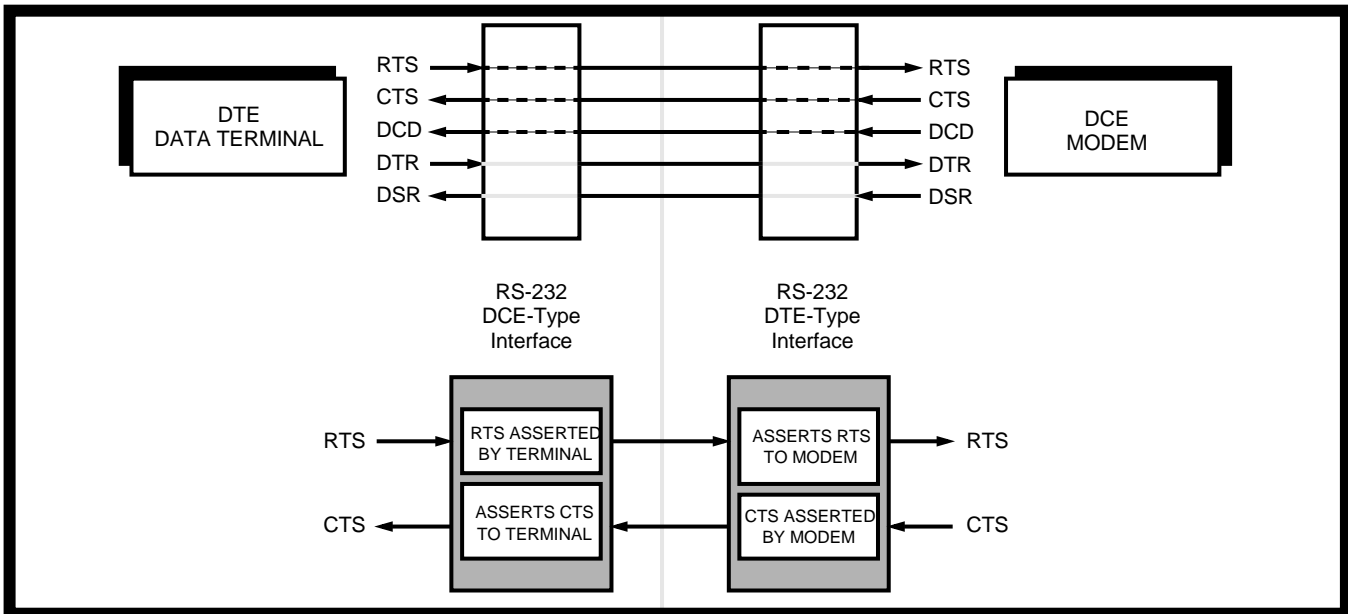 DTE
DATA TERMINAL
RTS
CTS
DCD
DTR
DSR
RTS
CTS
DCD
DTR
DSR
DCE
MODEM
RS-232
DCE-Type
Interface
RS-232
DTE-Type
Interface
RTS
RTS ASSERTED
BY TERMINAL
ASSERTS RTS
TO MODEM
RTS
CTS
ASSERTS CTS
TO TERMINAL
CTS ASSERTED
BY MODEM
CTS